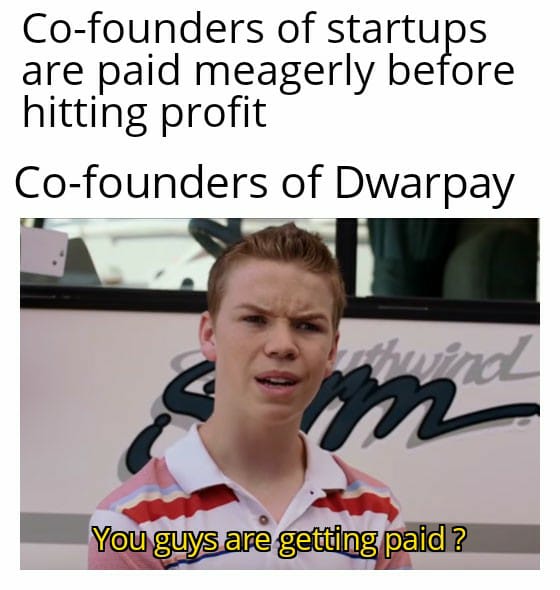 Co-founders of startups
are paid meagerly before
hitting profit
Co-founders of Dwarpay
thwind
You guys are getting paid ?